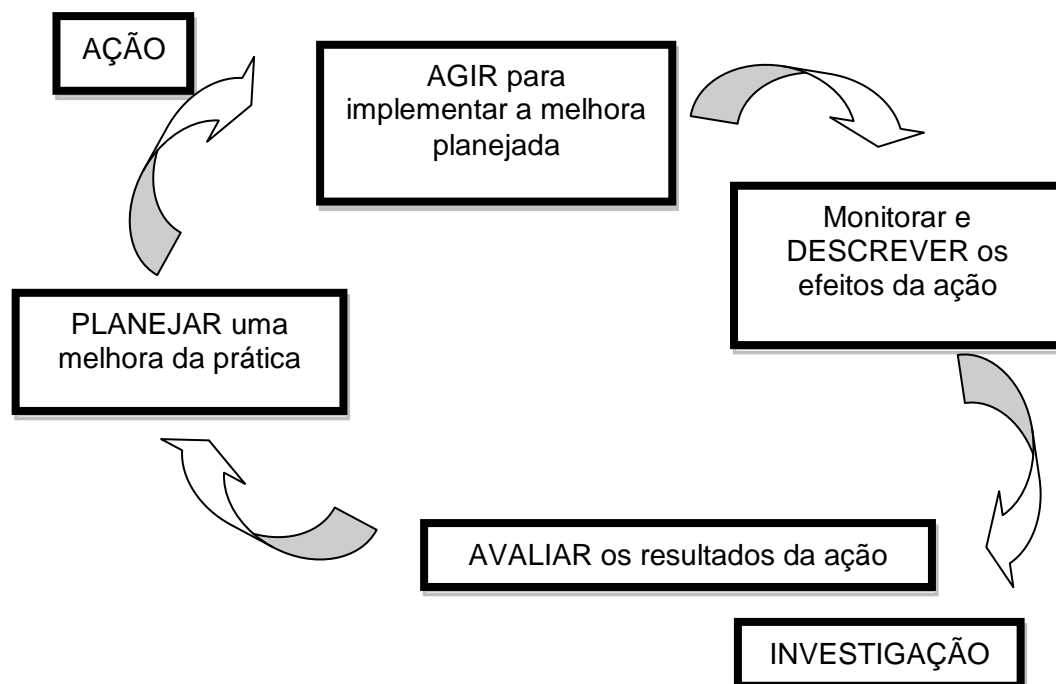 AÇÃO
AGIR para
implementar a melhora
planejada
Monitorar e
DESCREVER os
efeitos da ação
PLANEJAR uma
melhora da prática
AVALIAR os resultados da ação
INVESTIGAÇÃO